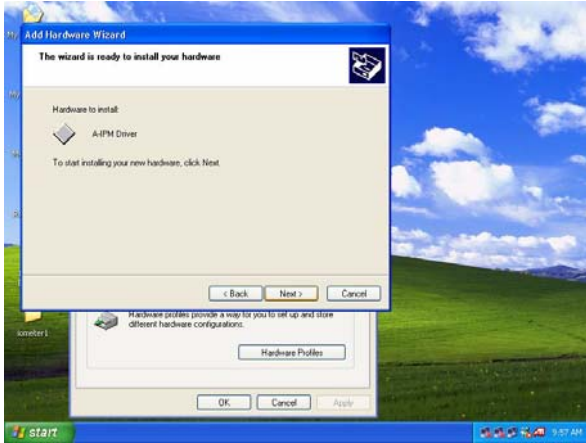 Add Hardware Wizard
The wizard is ready to install your hardware
Hardware to install:
A-IPM Driver
To start installing your new hardware, click Next.
< Back
Next >
Cancel
Hardware profiles provide a way for you to set up and store
different hardware configurations.
Hardware Profiles
OK
Cancel
Apply
iometer1
start
9:57 AM